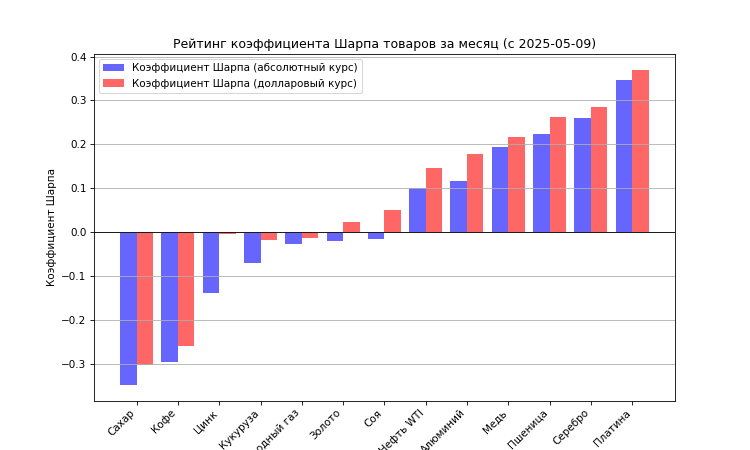 Рейтинг коэффициента Шарпа товаров за месяц (с 2025-05-09)
Коэффициент Шарпа (абсолютный курс)
Коэффициент Шарпа (долларовый курс)
Коэффициент Шарпа
0.4
0.3
0.2
0.1
0.0
−0.1
−0.2
−0.3
Сахар
Кофе
Цинк
Кукуруза
одный газ
Золото
Соя
Нефть WTI
Алюминий
Медь
Пшеница
Серебро
Платина